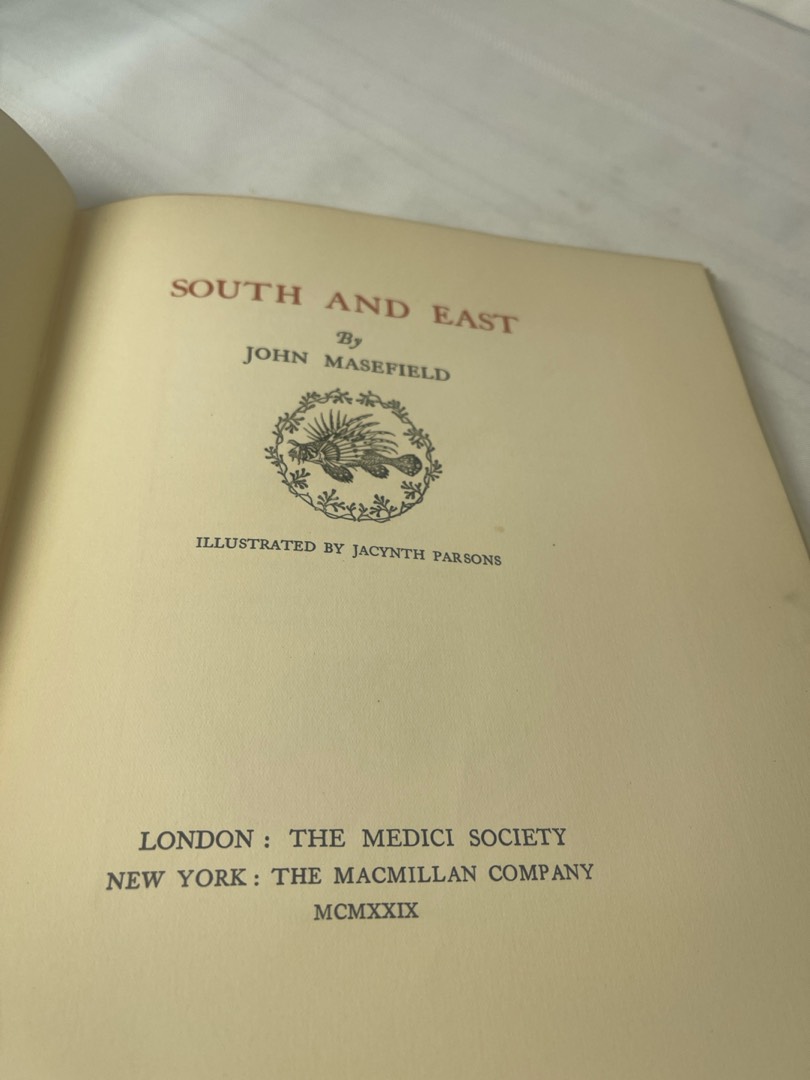 SOUTH AND EAST
By
JOHN MASEFIELD
ILLUSTRATED BY JACYNTH PARSONS
LONDON : THE MEDICI SOCIETY
NEW YORK : THE MACMILLAN COMPANY
MCMXXIX